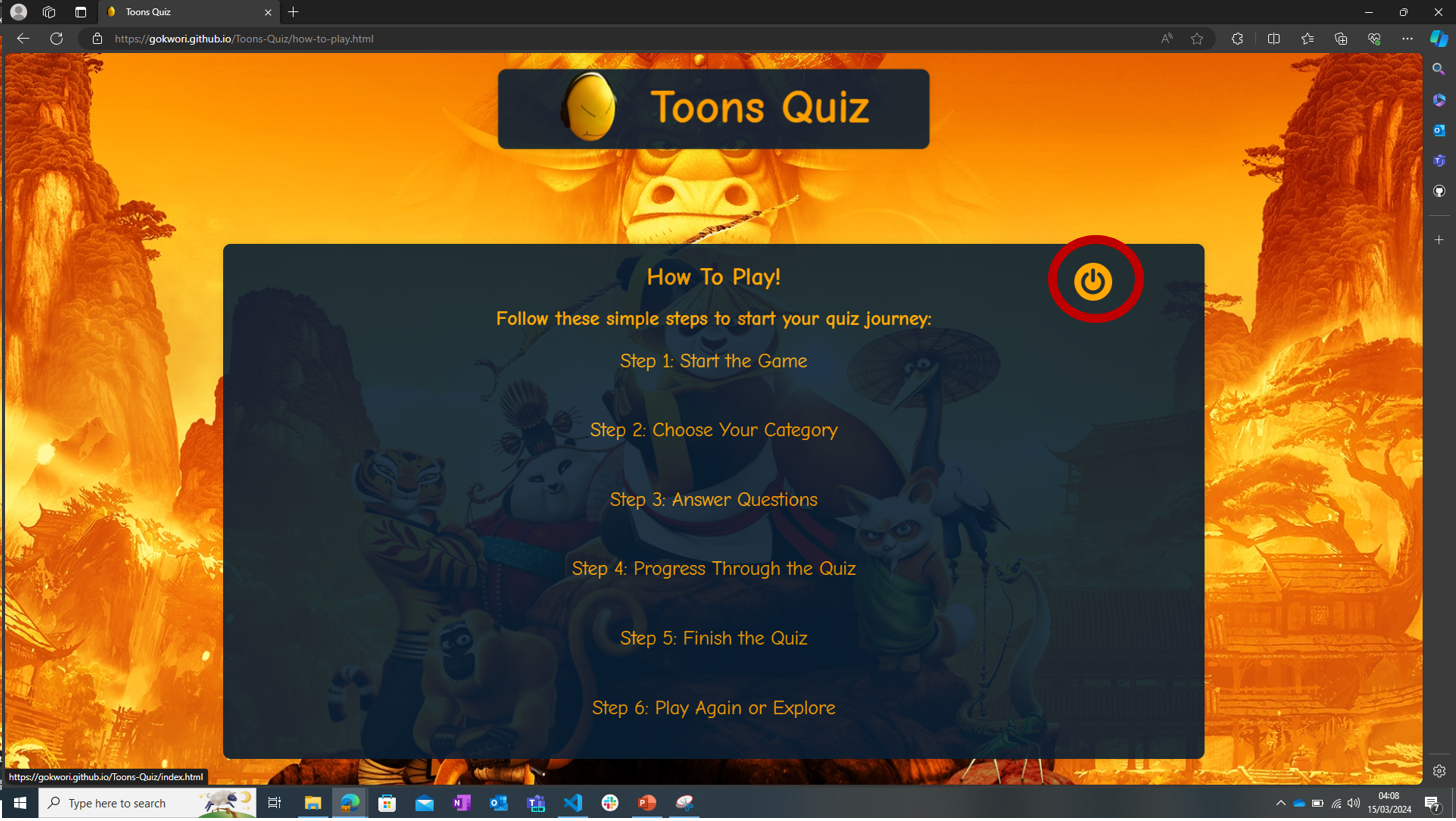 Toons Quiz
https://gokwori.github.io/Toons-Quiz/how-to-play.html
Toons Quiz
How To Play!
Follow these simple steps to start your quiz journey:
Step 1: Start the Game
Step 2: Choose Your Category
Step 3: Answer Questions
Step 4: Progress Through the Quiz
Step 5: Finish the Quiz
Step 6: Play Again or Explore
https://gokwori.github.io/Toons-Quiz/index.html
Type here to search
04:08
15/03/2024
7